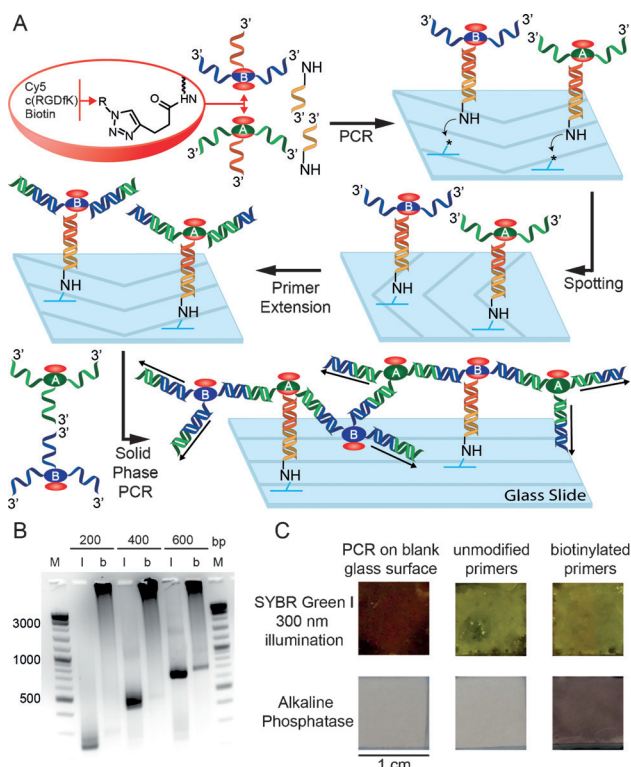 A
Cy5
c(RGDfK)
Biotin
R
N
N=N
O
HN
3'
3'
3'
B
3'
3'
A
3'
NH
3'
3'
NH
PCR
3'
B
3'
3'
A
3'
NH
NH
*
*
Spotting
3'
B
3'
3'
A
3'
NH
NH
Primer
Extension
B
A
NH
NH
Solid
Phase
PCR
3'
A
3'
3'
3'
3'
B
3'
B
A
B
A
B
A
NH
NH
Glass Slide
B
200 400 600 bp
M l b l b l b M
3000
1000
500
C
PCR on blank
glass surface
unmodified
primers
biotinylated
primers
SYBR Green I
300 nm
illumination
Alkaline
Phosphatase
1 cm